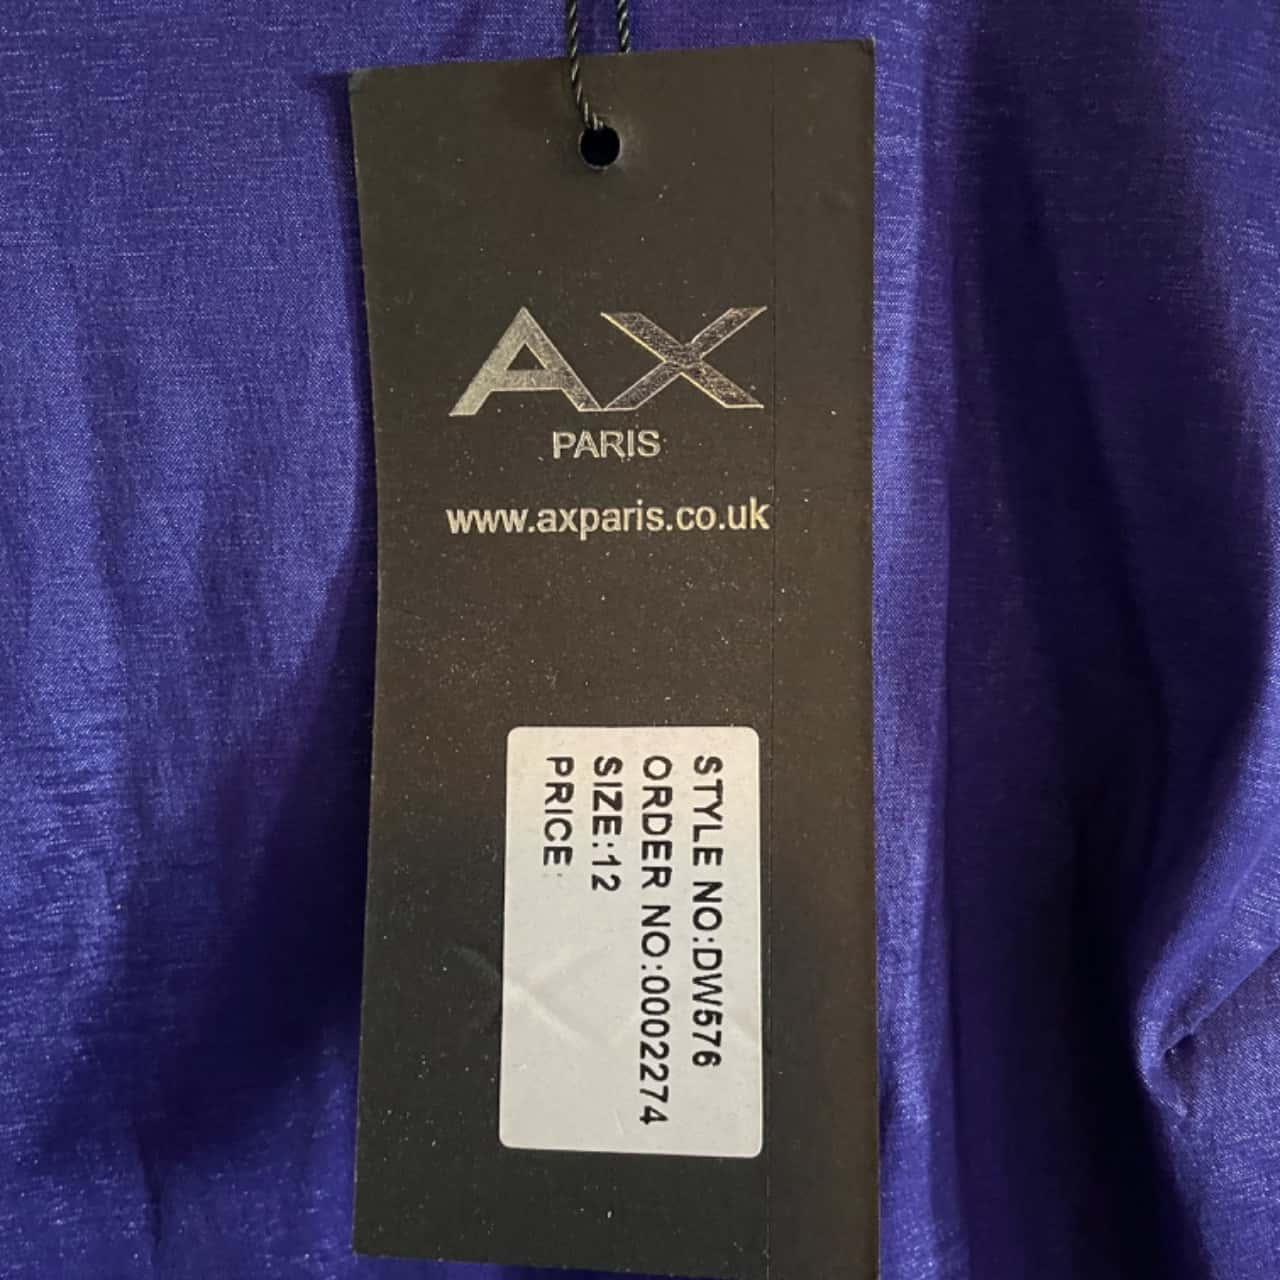 AX
PARIS
www.axparis.co.uk
STYLE NO:DW576
ORDER NO:0002274
SIZE:12
PRICE: